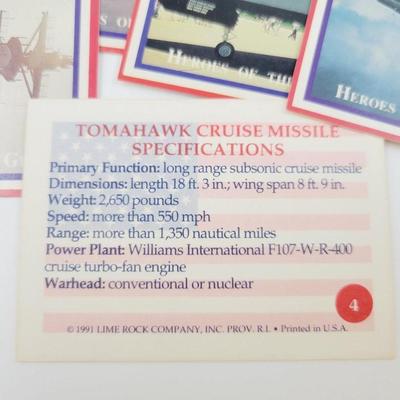 HEROES OF THE
HEROES
TOMAHAWK CRUISE MISSILE
SPECIFICATIONS
Primary Function: long range subsonic cruise missile
Dimensions: length 18 ft. 3 in.; wing span 8 ft. 9 in.
Weight: 2,650 pounds
Speed: more than 550 mph
Range: more than 1,350 nautical miles
Power Plant: Williams International F107-W-R-400
cruise turbo-fan engine
Warhead: conventional or nuclear
4
© 1991 LIME ROCK COMPANY, INC. PROV. R.I. • Printed in U.S.A.